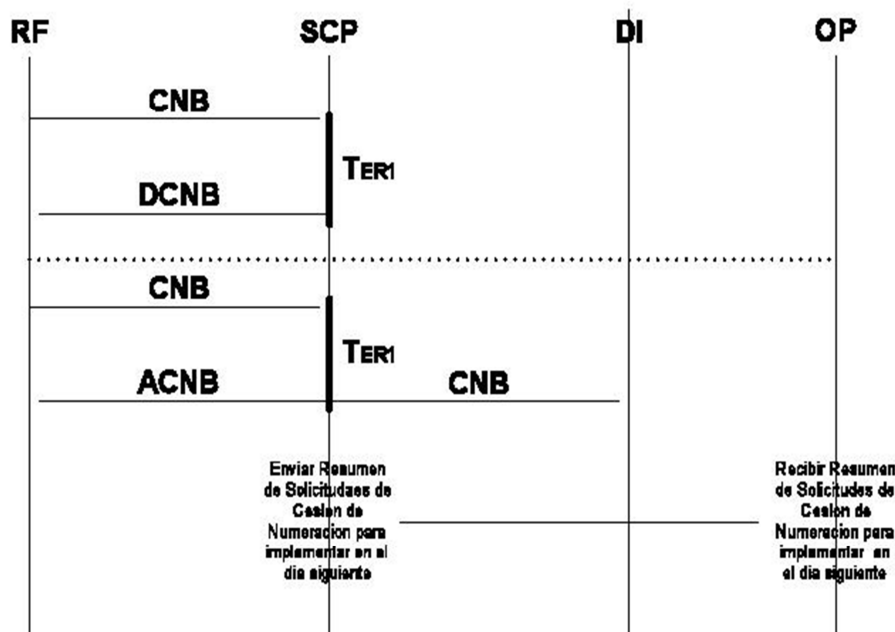 RF SCP DI OP
CNB
TER1
DCNB
CNB
TER1
ACNB CNB
Enviar Resumen
de Solicitudaes de
Cesion de
Numeracion para
implementar en el
dia siguiente
Recibir Resumen
de Solicitudes de
Cesion de
Numeracion para
implementar en
el dia siguiente